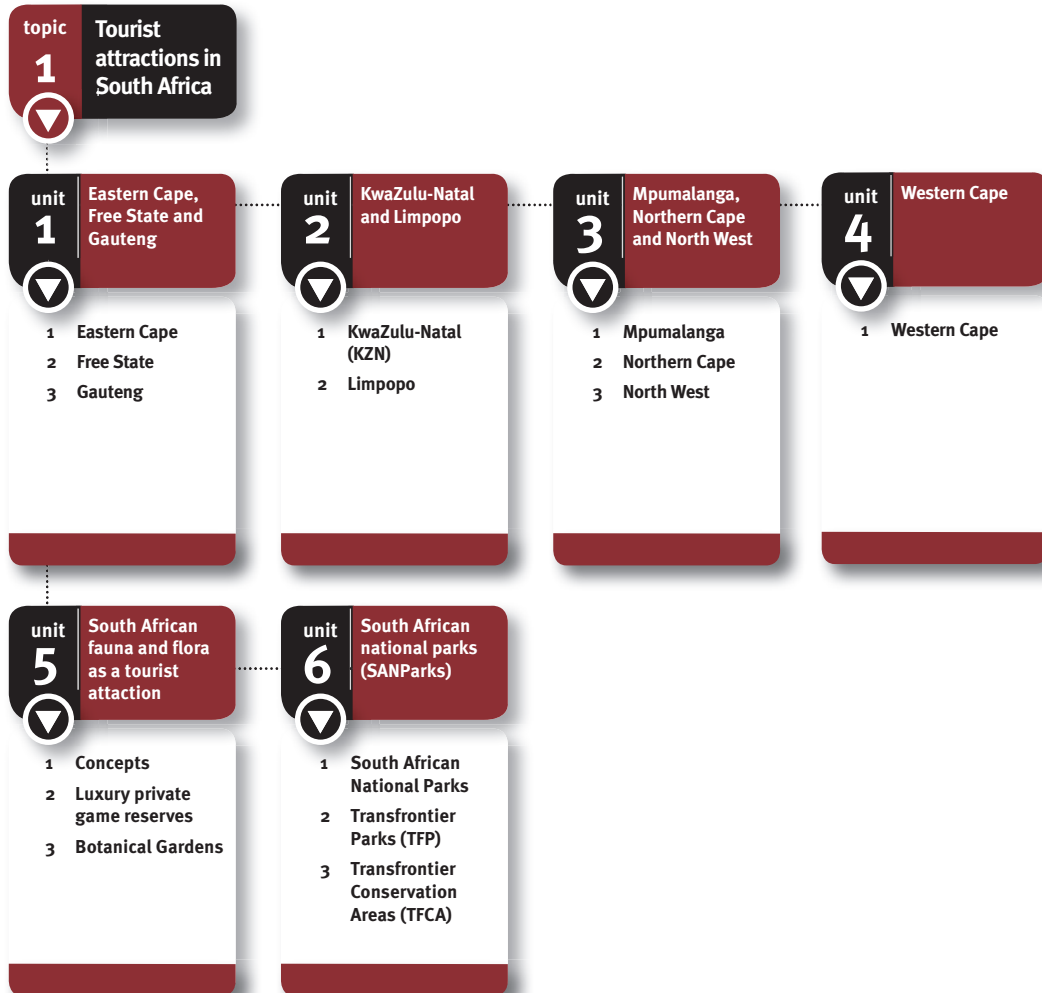 topic
1
Tourist
attractions in
South Africa
unit
1
Eastern Cape,
Free State and
Gauteng
1 Eastern Cape
2 Free State
3 Gauteng
unit
2
KwaZulu-Natal
and Limpopo
1 KwaZulu-Natal
(KZN)
2 Limpopo
unit
3
Mpumalanga,
Northern Cape
and North West
1 Mpumalanga
2 Northern Cape
3 North West
unit
4
Western Cape
1 Western Cape
unit
5
South African
fauna and flora
as a tourist
attaction
1 Concepts
2 Luxury private
game reserves
3 Botanical Gardens
unit
6
South African
national parks
(SANParks)
1 South African
National Parks
2 Transfrontier
Parks (TFP)
3 Transfrontier
Conservation
Areas (TFCA)